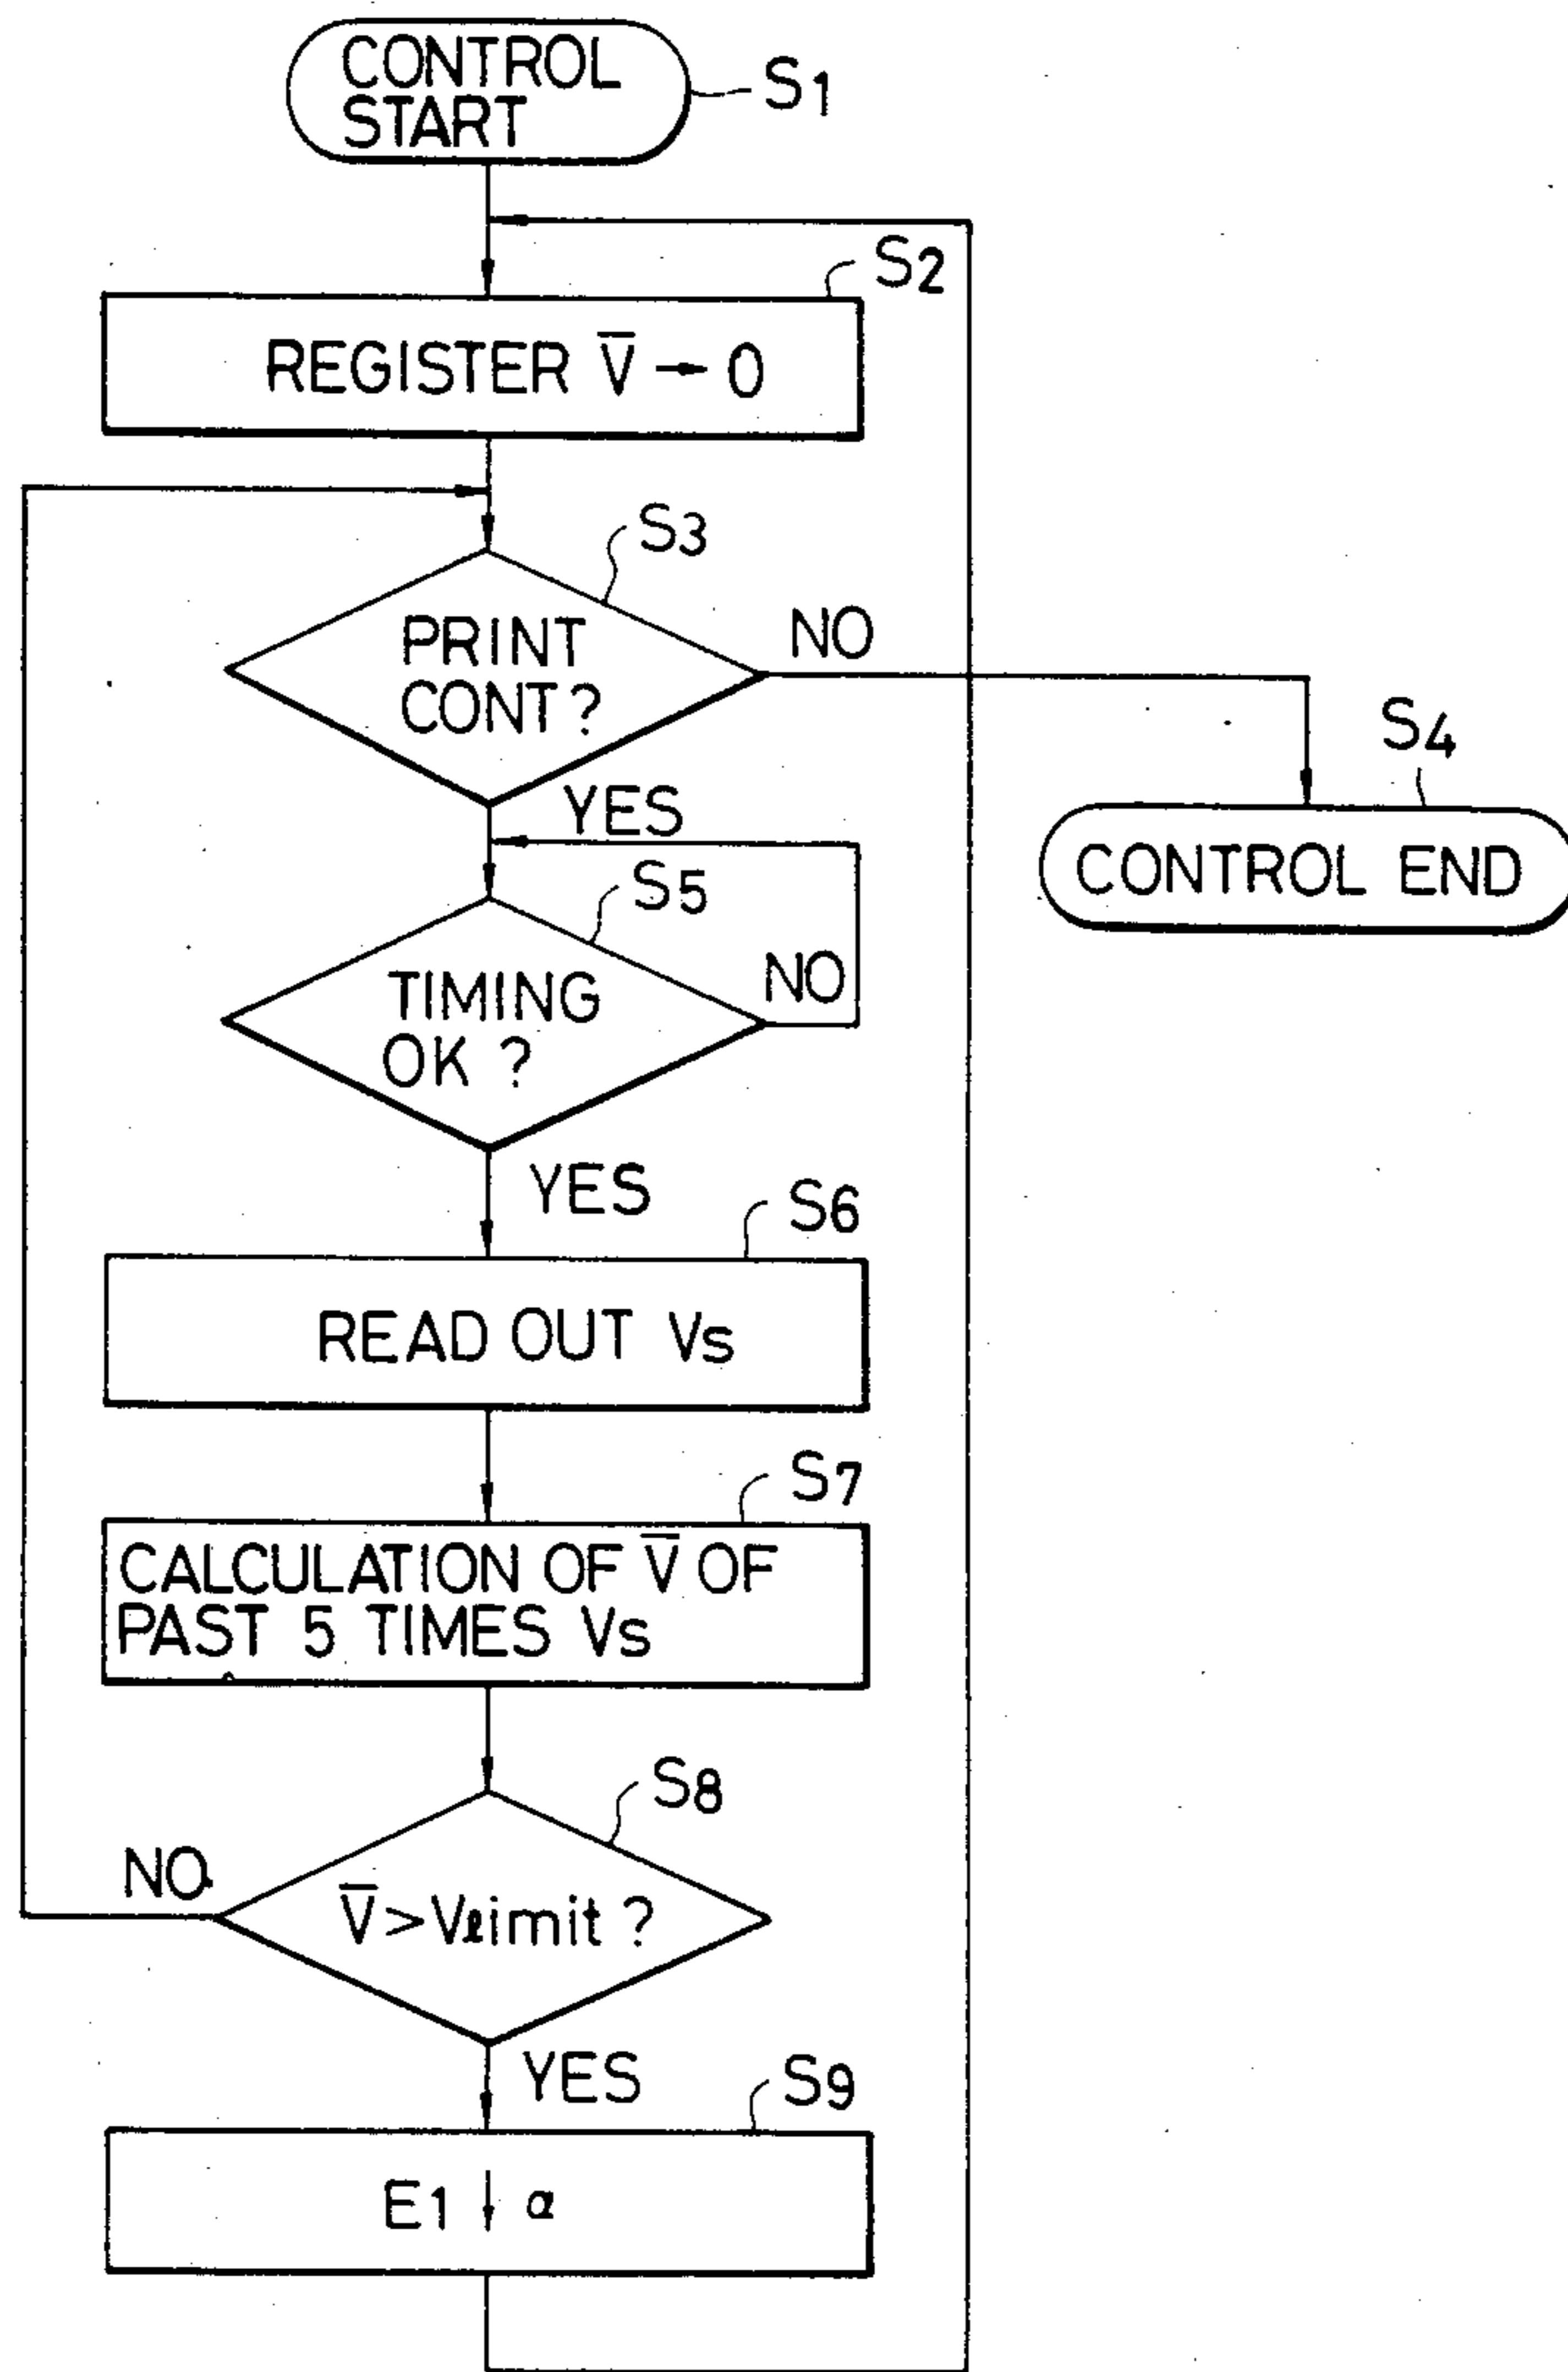 CONTROL
START
S1
S2
REGISTER V̅ → 0
S3
PRINT
CONT?
NO
S4
CONTROL END
YES
S5
TIMING
OK ?
NO
YES
S6
READ OUT Vs
S7
CALCULATION OF V̅ OF
PAST 5 TIMES Vs
S8
NO
V̅ > Vlimit ?
YES
S9
E1 ↓ α